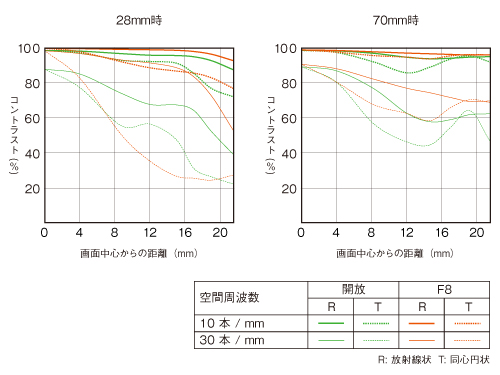 28mm時
70mm時
100
80
60
40
20
コントラスト(%)
0 4 8 12 16 20
画面中心からの距離 (mm)
100
80
60
40
20
コントラスト(%)
0 4 8 12 16 20
画面中心からの距離 (mm)
空間周波数 開放 F8
R T R T
10 本 / mm
30 本 / mm
R: 放射線状 T: 同心円状